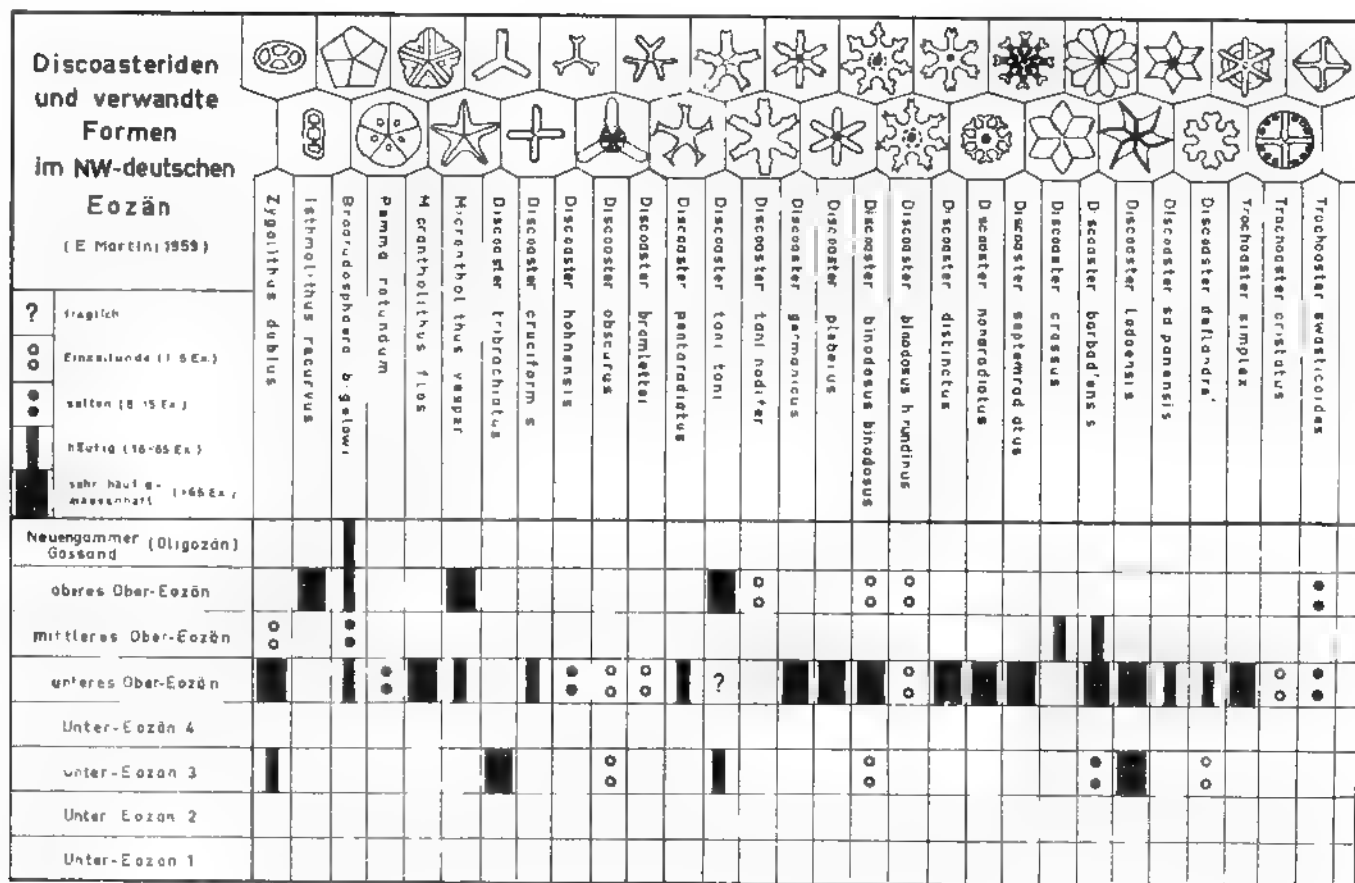 Discoasteriden
und verwandte
Formen
im NW-deutschen
Eozän
(E Martini 1959)
?
fraglich
Einzelfunde (1-5 Ex.)
selten (6-15 Ex.)
häufig (16-65 Ex.)
sehr häufig-
massenhaft (>65 Ex.)
Zygolithus dubius
Isthmolithus recurvus
Braarudosphaera bigelowi
Pemma rotundum
Micrantholithus flos
Micrantholithus vesper
Discoaster tribrachiatus
Discoaster cruciformis
Discoaster hohnensis
Discoaster obscurus
Discoaster bramlettei
Discoaster pentaradiatus
Discoaster tani tani
Discoaster tani nodifer
Discoaster germanicus
Discoaster plebeius
Discoaster binodosus binodosus
Discoaster binodosus hirundinus
Discoaster distinctus
Discoaster nonaradiatus
Discoaster septemradiatus
Discoaster crassus
Discoaster barbadiensis
Discoaster lodoensis
Discoaster saipanensis
Discoaster deflandrei
Trochoaster simplex
Trochoaster cristatus
Trochoaster swasticoides
Neuengammer
Gassand (Oligozän)
oberes Ober-Eozän
mittleres Ober-Eozän
unteres Ober-Eozän
?
Unter-Eozän 4
unter-Eozän 3
Unter Eozän 2
Unter-Eozän 1